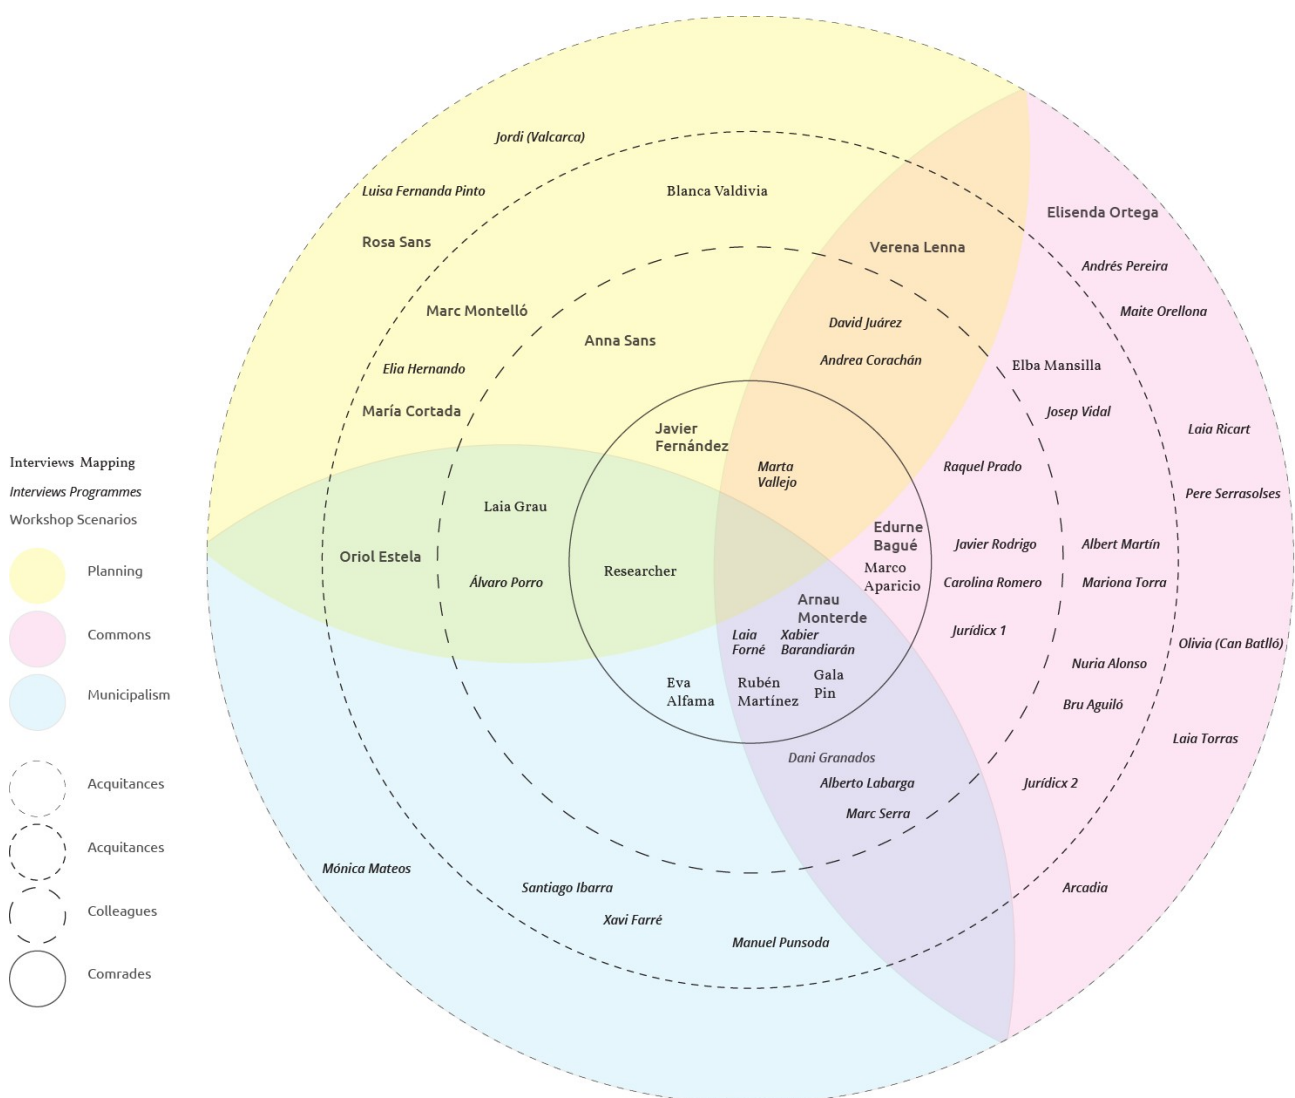 Jordi (Valcarca)
Luisa Fernanda Pinto
Blanca Valdivia
Rosa Sans
Elisenda Ortega
Verena Lenna
Andrés Pereira
Marc Montelló
Maite Orellona
David Juárez
Anna Sans
Andrea Corachán
Elia Hernando
Elba Mansilla
María Cortada
Josep Vidal
Javier
Fernández
Laia Ricart
Marta
Vallejo
Raquel Prado
Pere Serrasolses
Laia Grau
Edurne
Bagué
Javier Rodrigo
Albert Martín
Oriol Estela
Álvaro Porro
Researcher
Marco
Aparicio
Carolina Romero
Mariona Torra
Arnau
Monterde
Laia
Forné
Xabier
Barandiarán
Jurídicx 1
Olivia (Can Batlló)
Nuria Alonso
Eva
Alfama
Rubén
Martínez
Gala
Pin
Bru Aguiló
Laia Torras
Dani Granados
Alberto Labarga
Jurídicx 2
Marc Serra
Mónica Mateos
Santiago Ibarra
Arcadia
Xavi Farré
Manuel Punsoda
Interviews Mapping
Interviews Programmes
Workshop Scenarios
Planning
Commons
Municipalism
Acquitances
Acquitances
Colleagues
Comrades